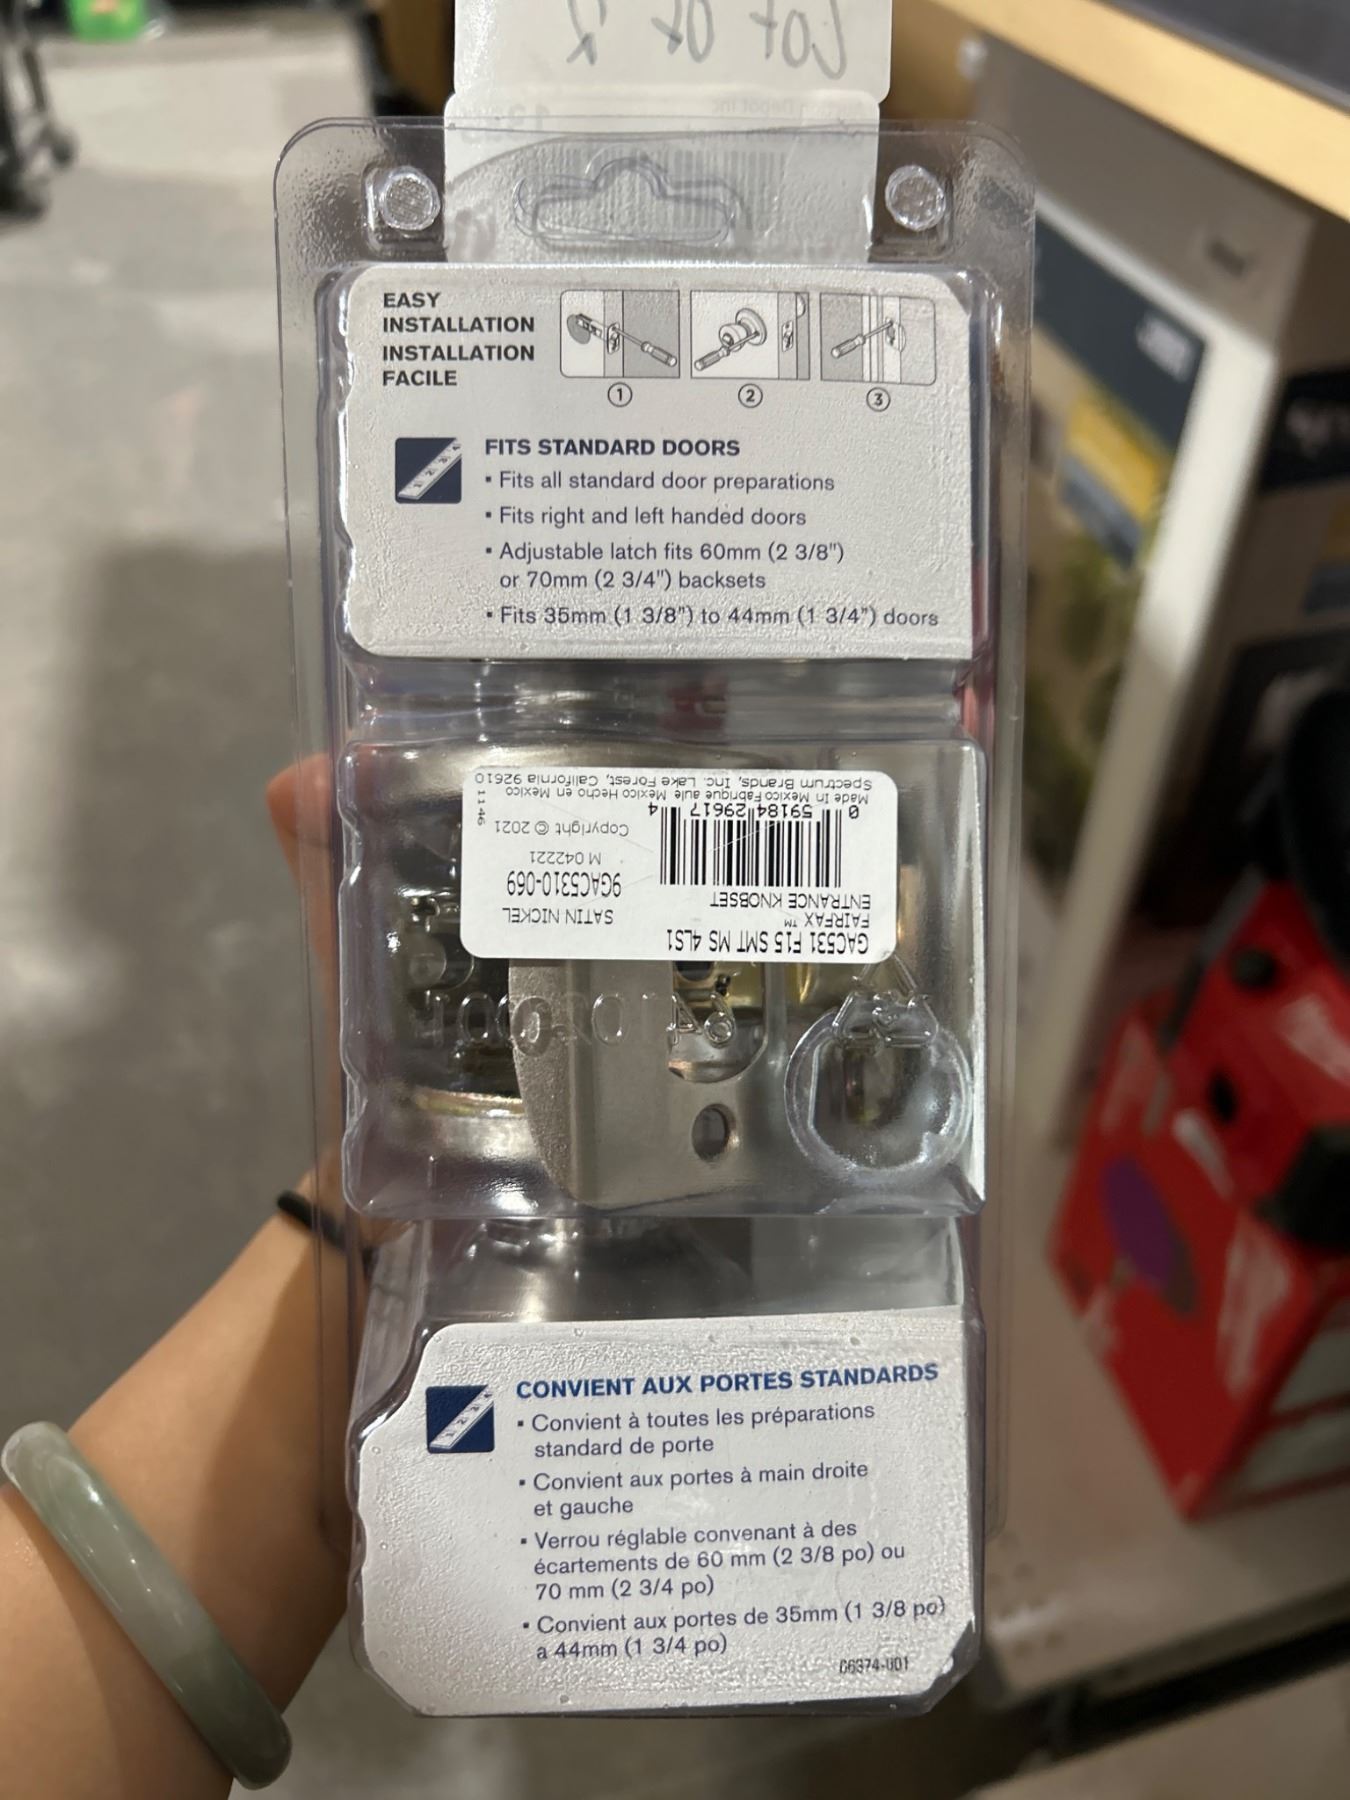 Lot of 2
EASY
INSTALLATION
INSTALLATION
FACILE
1
2
3
FITS STANDARD DOORS
▪ Fits all standard door preparations
▪ Fits right and left handed doors
▪ Adjustable latch fits 60mm (2 3/8")
or 70mm (2 3/4") backsets
▪ Fits 35mm (1 3/8") to 44mm (1 3/4") doors
GAC531 F15 SMT MS 4LS1
FAIRFAX ™
ENTRANCE KNOBSET
SATIN NICKEL
9GAC5310-069
M 042221
Copyright © 2021
0 59184 29617 4
Made In Mexico Fabriqué au Mexico Hecho en Mexico
Spectrum Brands, Inc. Lake Forest, California 92610
1146
CONVIENT AUX PORTES STANDARDS
▪ Convient à toutes les préparations
standard de porte
▪ Convient aux portes à main droite
et gauche
▪ Verrou réglable convenant à des
écartements de 60 mm (2 3/8 po) ou
70 mm (2 3/4 po)
▪ Convient aux portes de 35mm (1 3/8 po)
a 44mm (1 3/4 po)
66374-001